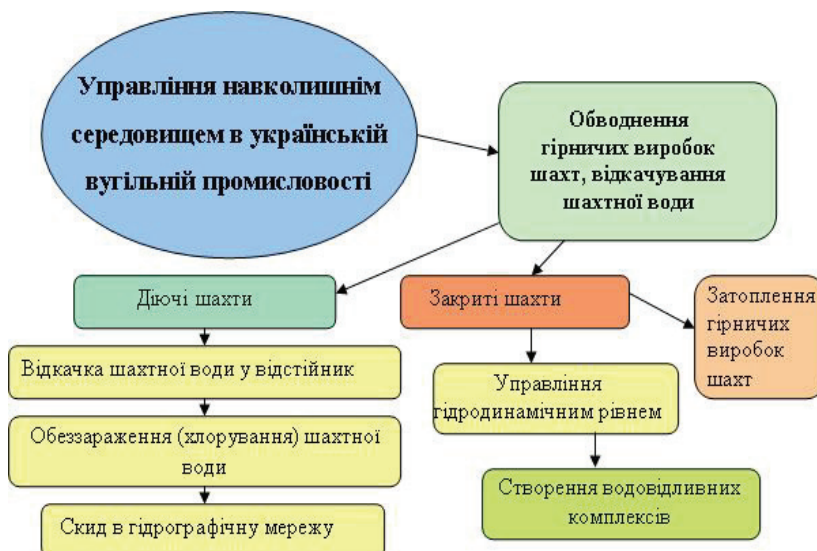 Управління навколишнім
середовищем в українській
вугільній промисловості
Обводнення
гірничих виробок
шахт, відкачування
шахтної води
Діючі шахти
Закриті шахти
Затоплення
гірничих
виробок
шахт
Відкачка шахтної води у відстійник
Управління
гідродинамічним рівнем
Обеззараження (хлорування) шахтної
води
Створення водовідливних
комплексів
Скид в гідрографічну мережу